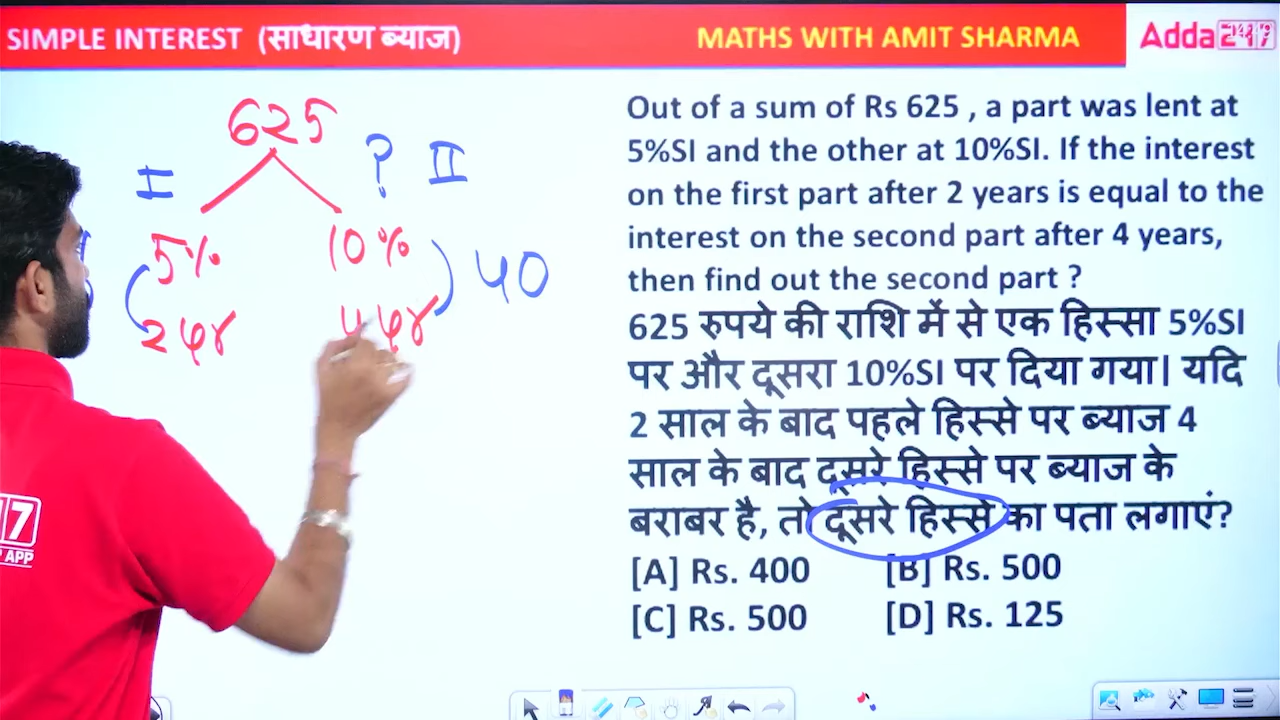 SIMPLE INTEREST (साधारण ब्याज)
MATHS WITH AMIT SHARMA
Adda247
625
I
? II
5%
10%
40
2 yr
4 yr
Out of a sum of Rs 625 , a part was lent at
5%SI and the other at 10%SI. If the interest
on the first part after 2 years is equal to the
interest on the second part after 4 years,
then find out the second part ?
625 रुपये की राशि में से एक हिस्सा 5%SI
पर और दूसरा 10%SI पर दिया गया| यदि
2 साल के बाद पहले हिस्से पर ब्याज 4
साल के बाद दूसरे हिस्से पर ब्याज के
बराबर है, तो दूसरे हिस्से का पता लगाएं?
[A] Rs. 400 [B] Rs. 500
[C] Rs. 500 [D] Rs. 125
7
APP